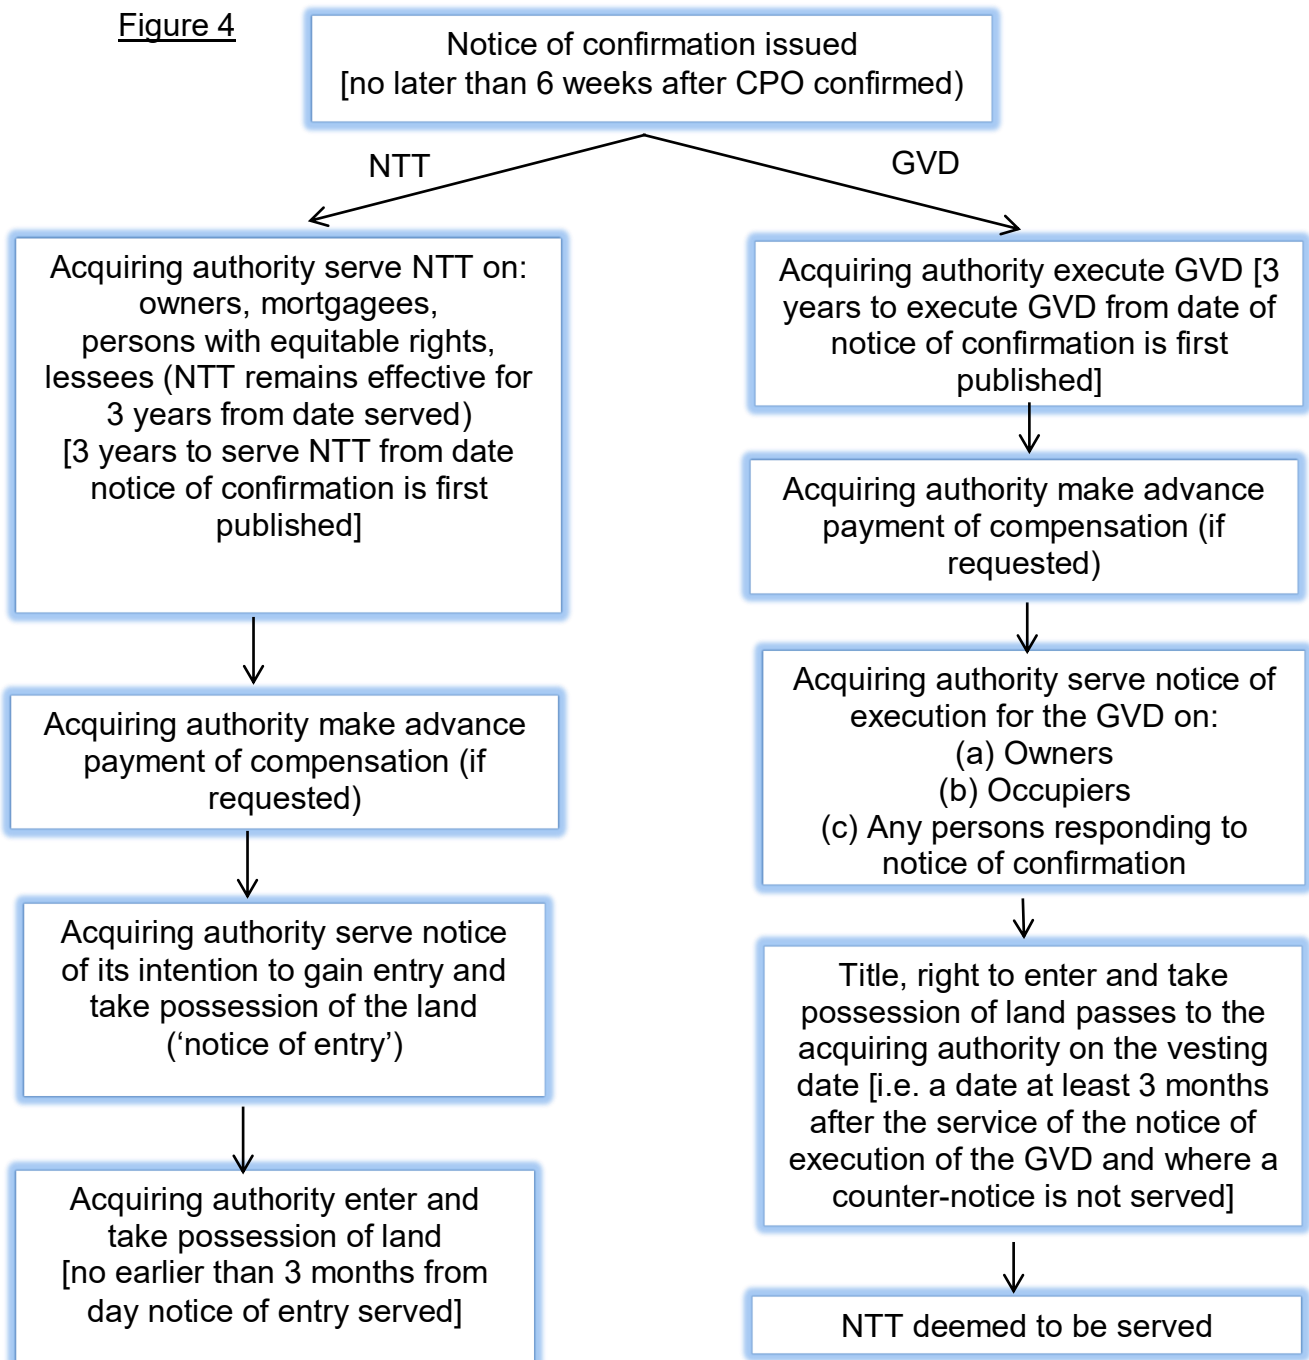 Figure 4
Notice of confirmation issued
[no later than 6 weeks after CPO confirmed)
NTT
GVD
Acquiring authority serve NTT on:
owners, mortgagees,
persons with equitable rights,
lessees (NTT remains effective for
3 years from date served)
[3 years to serve NTT from date
notice of confirmation is first
published]
Acquiring authority make advance
payment of compensation (if
requested)
Acquiring authority serve notice
of its intention to gain entry and
take possession of the land
(‘notice of entry’)
Acquiring authority enter and
take possession of land
[no earlier than 3 months from
day notice of entry served]
Acquiring authority execute GVD [3
years to execute GVD from date of
notice of confirmation is first
published]
Acquiring authority make advance
payment of compensation (if
requested)
Acquiring authority serve notice of
execution for the GVD on:
(a) Owners
(b) Occupiers
(c) Any persons responding to
notice of confirmation
Title, right to enter and take
possession of land passes to the
acquiring authority on the vesting
date [i.e. a date at least 3 months
after the service of the notice of
execution of the GVD and where a
counter-notice is not served]
NTT deemed to be served